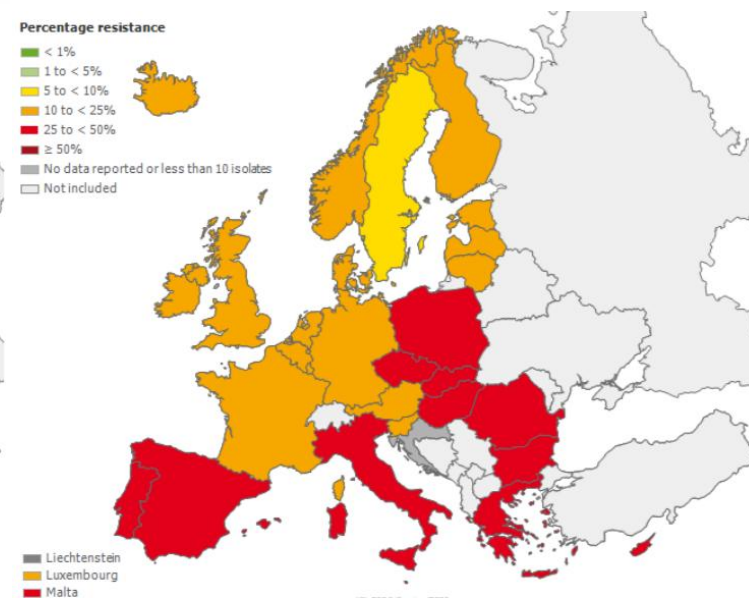 Percentage resistance
< 1%
1 to < 5%
5 to < 10%
10 to < 25%
25 to < 50%
≥ 50%
No data reported or less than 10 isolates
Not included
Liechtenstein
Luxembourg
Malta